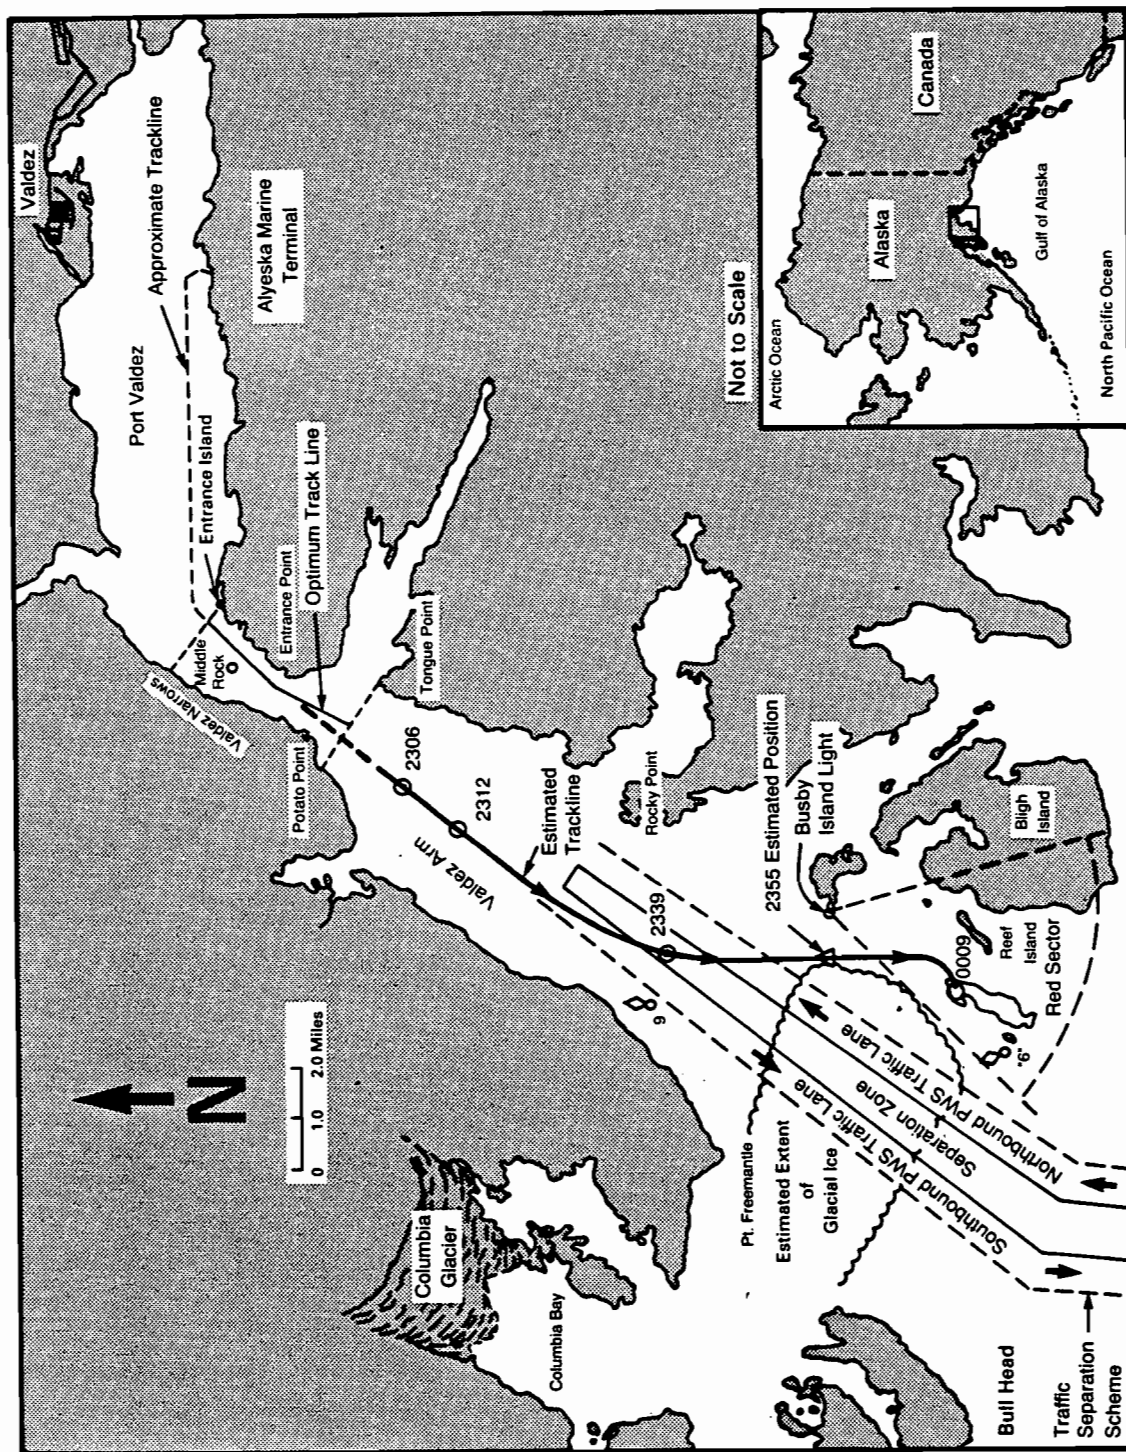 Valdez
Approximate Trackline
Port Valdez
Alyeska Marine
Terminal
Entrance Island
Optimum Track Line
Entrance Point
Middle
Rock
Valdez Narrows
Potato Point
Tongue Point
2306
2312
Valdez Arm
Estimated
Trackline
Rocky Point
2339
2355 Estimated Position
Busby
Island Light
Bligh
Island
Reef
Island
Red Sector
0009
"6"
9
N
0 1.0 2.0 Miles
Columbia
Glacier
Columbia Bay
Pt. Freemantle
Estimated Extent
of
Glacial Ice
Southbound PWS Traffic Lane
Separation Zone
Northbound PWS Traffic Lane
Bull Head
Traffic
Separation
Scheme
Not to Scale
Arctic Ocean
Alaska
Canada
Gulf of Alaska
North Pacific Ocean